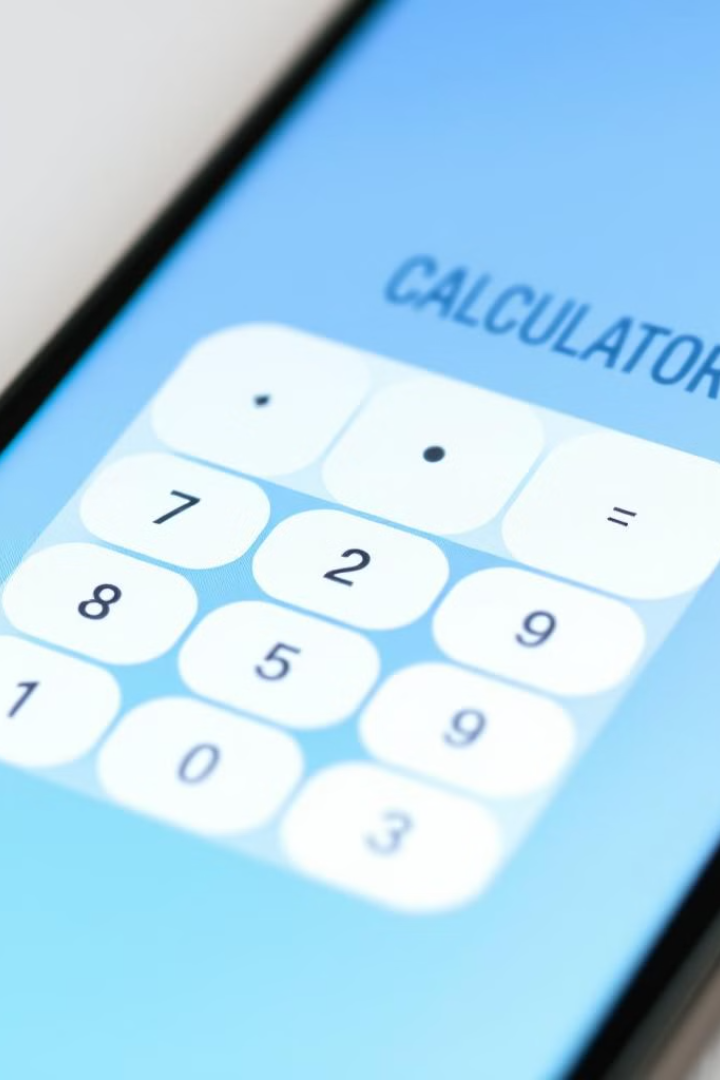 CALCULATOR
• • =
7 2 9
8 5 9
1 0 3